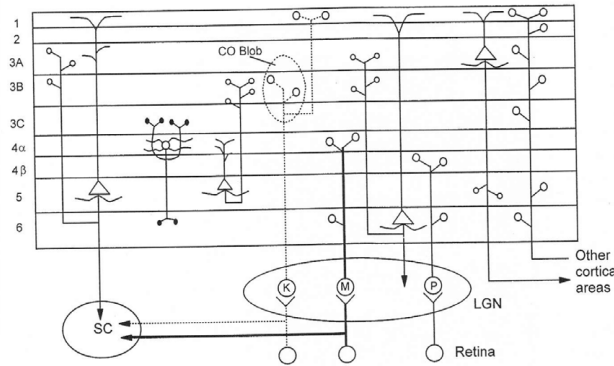 1
2
CO Blob
3A
3B
3C
4α
4β
5
6
K
M
P
LGN
Other
cortical
areas
SC
Retina